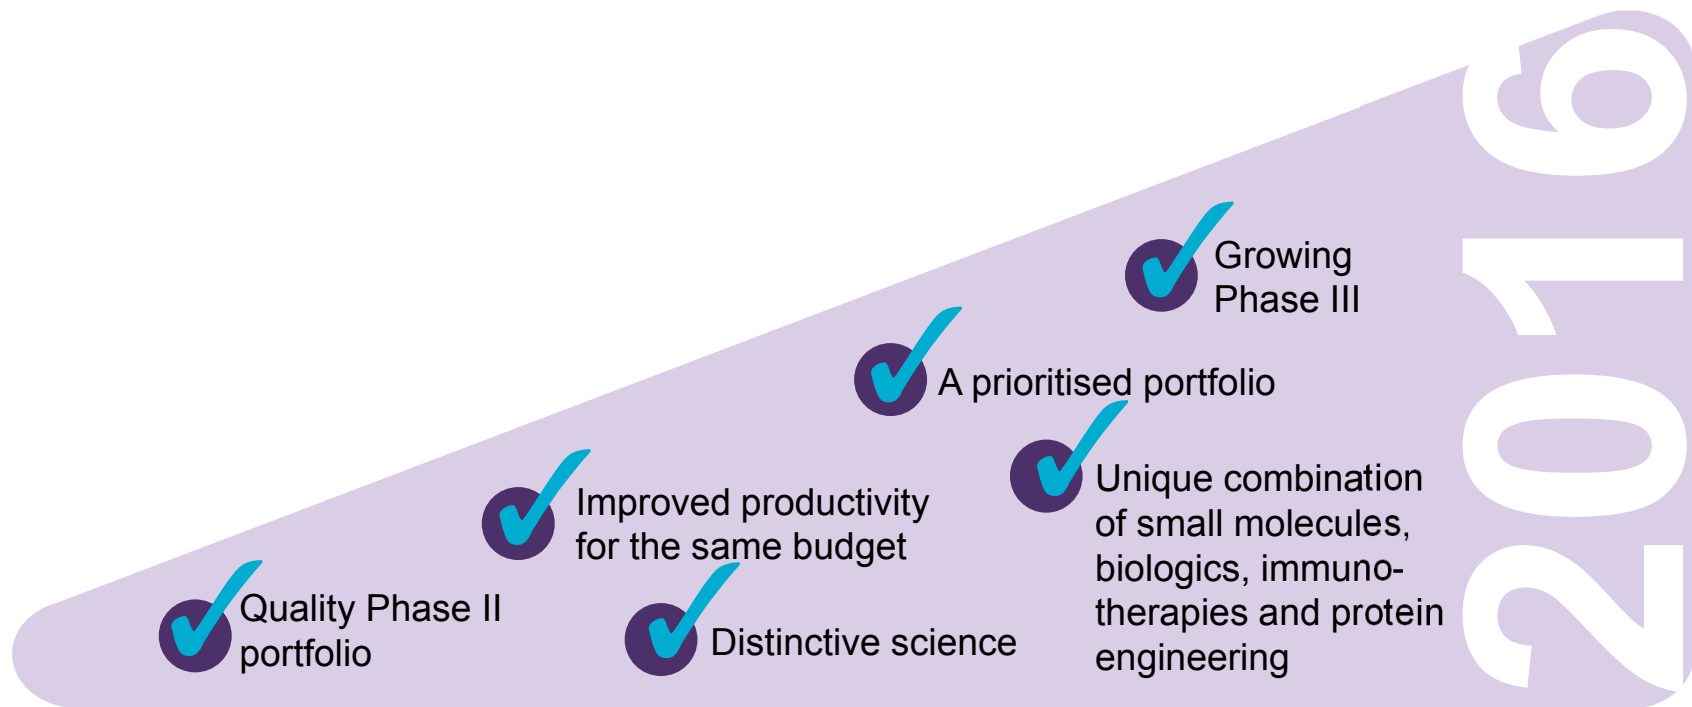 Growing
Phase III
A prioritised portfolio
Unique combination
of small molecules,
biologics, immuno-
therapies and protein
engineering
Improved productivity
for the same budget
Quality Phase II
portfolio
Distinctive science
2016